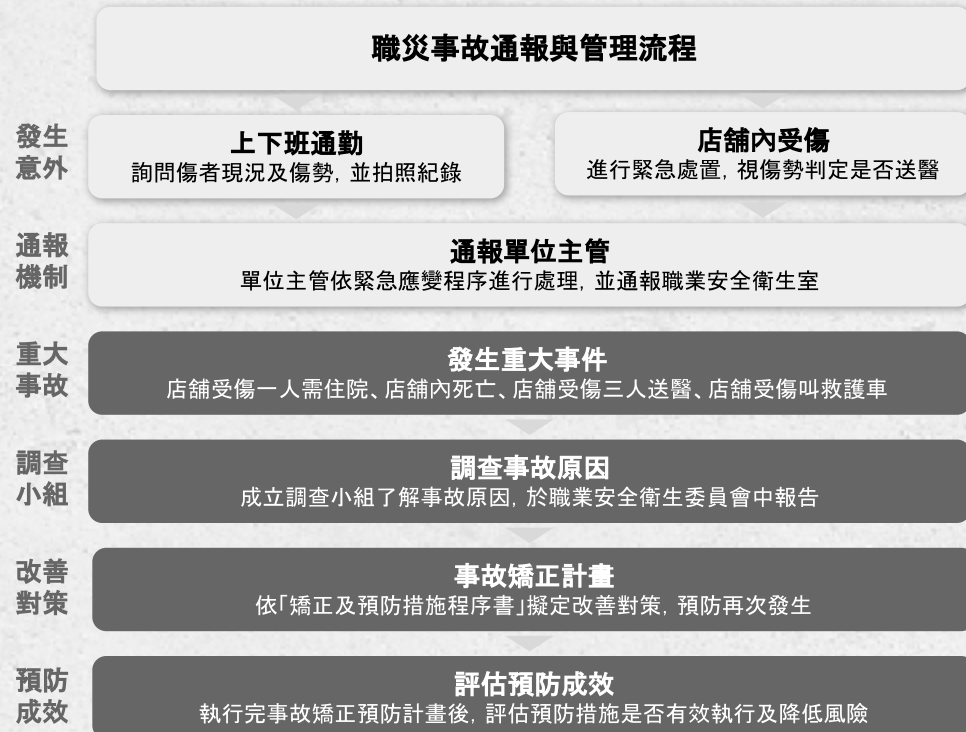 職災事故通報與管理流程
發生
意外
上下班通勤
詢問傷者現況及傷勢, 並拍照紀錄
店舖內受傷
進行緊急處置, 視傷勢判定是否送醫
通報
機制
通報單位主管
單位主管依緊急應變程序進行處理, 並通報職業安全衛生室
重大
事故
發生重大事件
店舖受傷一人需住院、店舖內死亡、店舖受傷三人送醫、店舖受傷叫救護車
調查
小組
調查事故原因
成立調查小組了解事故原因, 於職業安全衛生委員會中報告
改善
對策
事故矯正計畫
依「矯正及預防措施程序書」擬定改善對策, 預防再次發生
預防
成效
評估預防成效
執行完事故矯正預防計畫後, 評估預防措施是否有效執行及降低風險